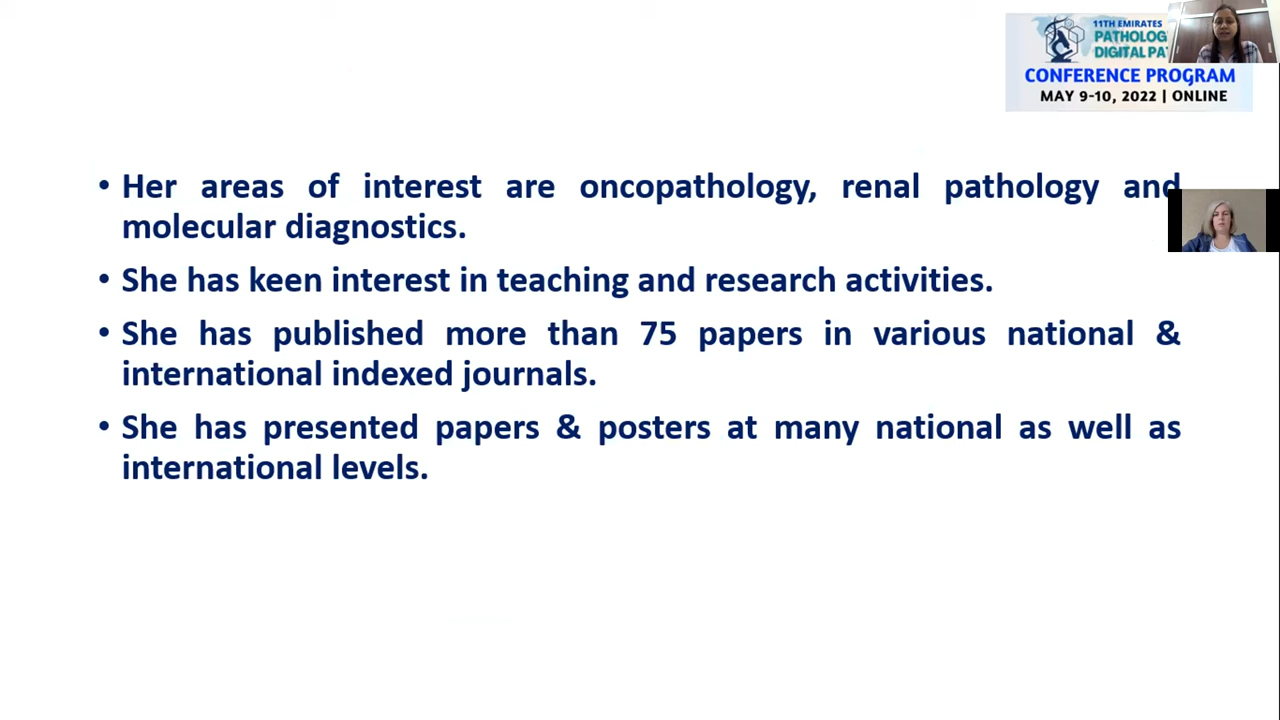 11TH EMIRATES
PATHOLOG
DIGITAL PA
CONFERENCE PROGRAM
MAY 9-10, 2022 | ONLINE
• Her areas of interest are oncopathology, renal pathology and
molecular diagnostics.
• She has keen interest in teaching and research activities.
• She has published more than 75 papers in various national &
international indexed journals.
• She has presented papers & posters at many national as well as
international levels.